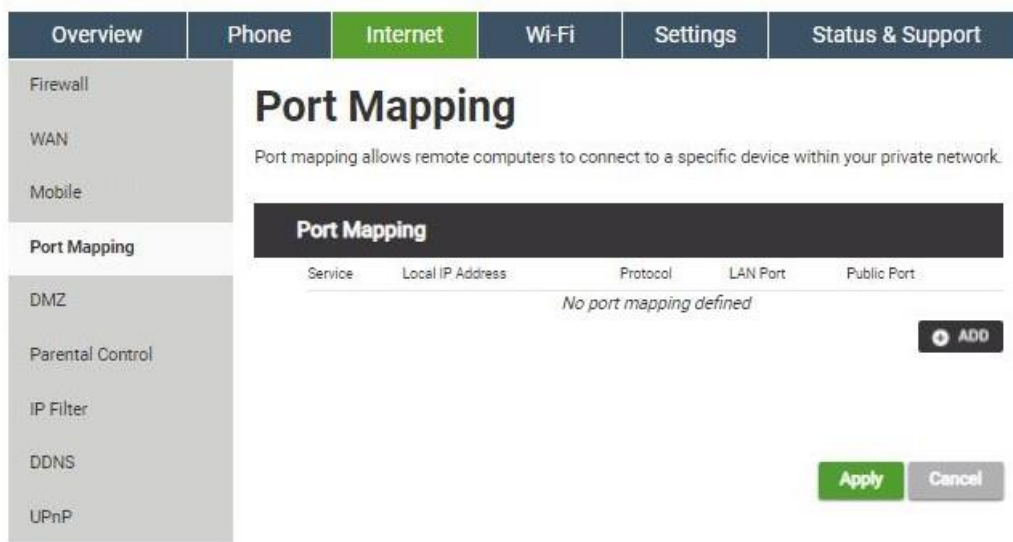 Overview Phone Internet Wi-Fi Settings Status & Support
Firewall
WAN
Mobile
Port Mapping
DMZ
Parental Control
IP Filter
DDNS
UPnP
Port Mapping
Port mapping allows remote computers to connect to a specific device within your private network.
Port Mapping
Service Local IP Address Protocol LAN Port Public Port
No port mapping defined
ADD
Apply Cancel